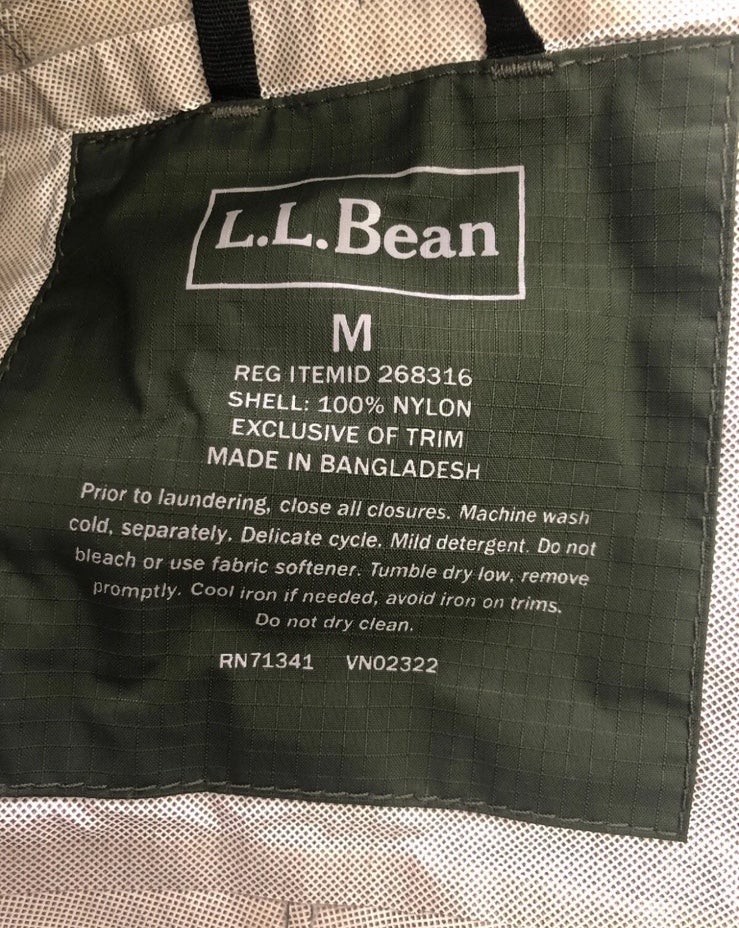 L.L.Bean
M
REG ITEMID 268316
SHELL: 100% NYLON
EXCLUSIVE OF TRIM
MADE IN BANGLADESH
Prior to laundering, close all closures. Machine wash
cold, separately. Delicate cycle. Mild detergent. Do not
bleach or use fabric softener. Tumble dry low, remove
promptly. Cool iron if needed, avoid iron on trims.
Do not dry clean.
RN71341 VN02322